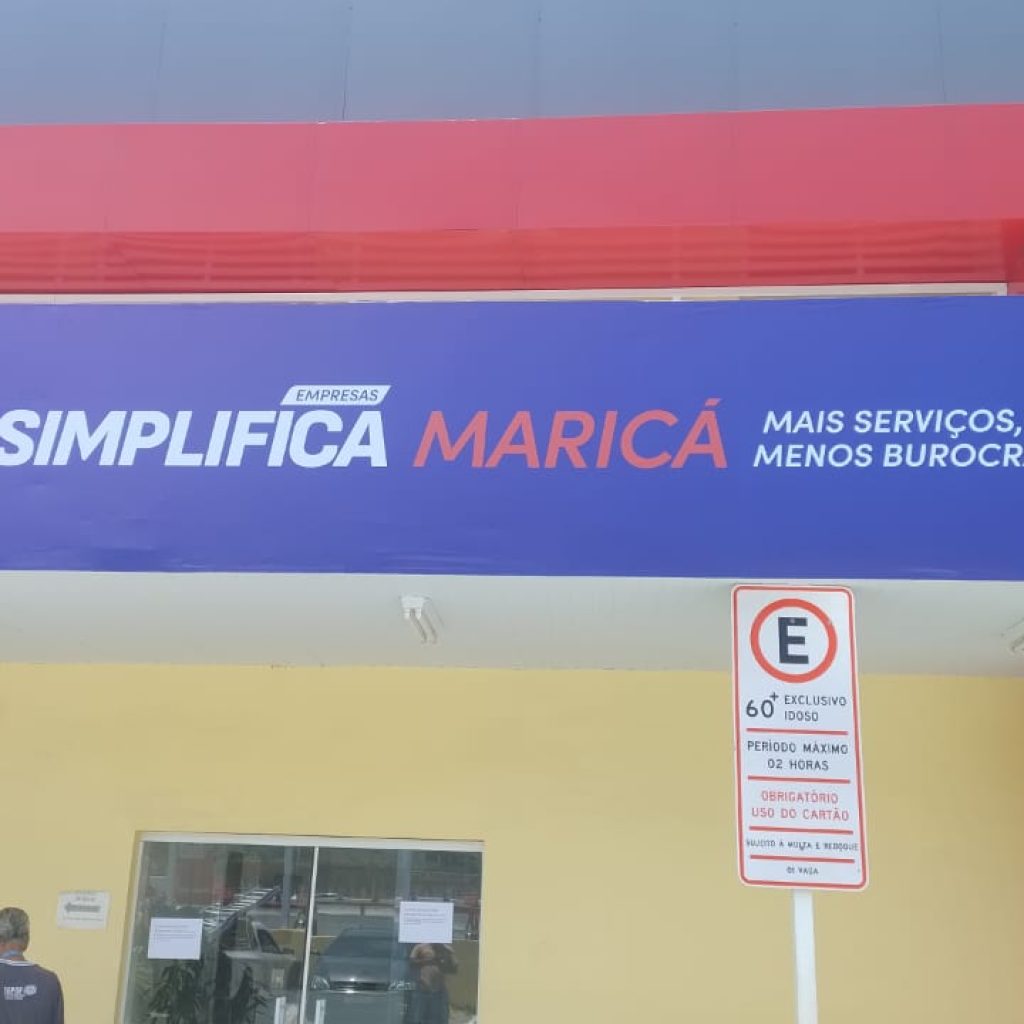 EMPRESAS
SIMPLIFICA MARICÁ
MAIS SERVIÇOS,
MENOS BUROCRA
E
60+ EXCLUSIVO
IDOSO
PERÍODO MÁXIMO
02 HORAS
OBRIGATÓRIO
USO DO CARTÃO
SUJEITO À MULTA E REBOQUE
01 VAGA